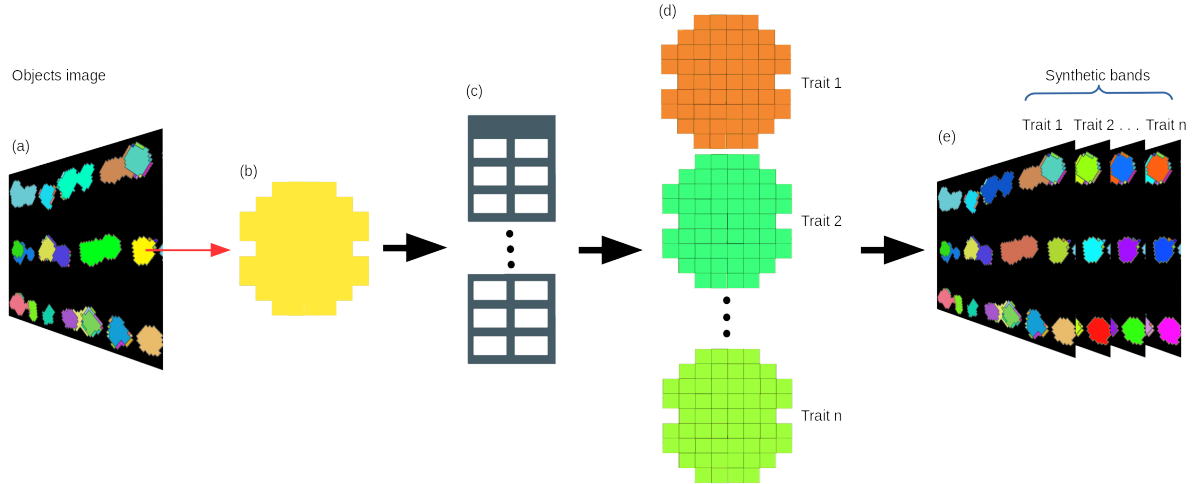 Objects image
(a)
(b)
(c)
(d)
Trait 1
Trait 2
Trait n
Synthetic bands
Trait 1 Trait 2 . . . Trait n
(e)